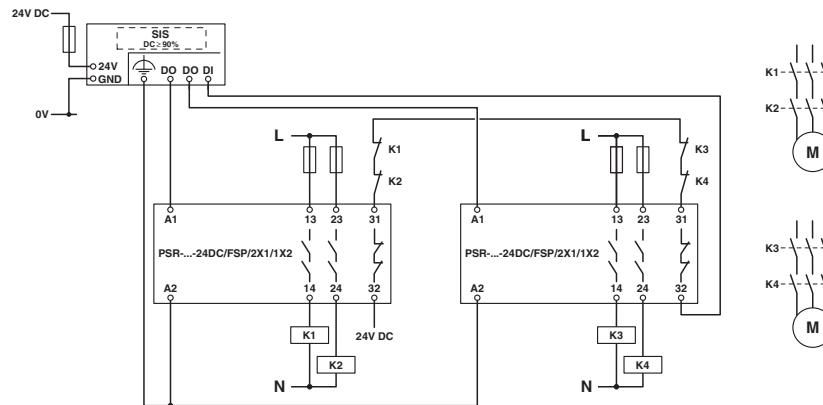 24V DC
SIS
DC ≥ 90%
24V
GND
DO DO DI
0V
L
K1
K2
L
K3
K4
A1 13 23 31
PSR-...-24DC/FSP/2X1/1X2
A2 14 24 32
K1
K2
24V DC
N
A1 13 23 31
PSR-...-24DC/FSP/2X1/1X2
A2 14 24 32
K3
K4
N
K1
K2
M
K3
K4
M